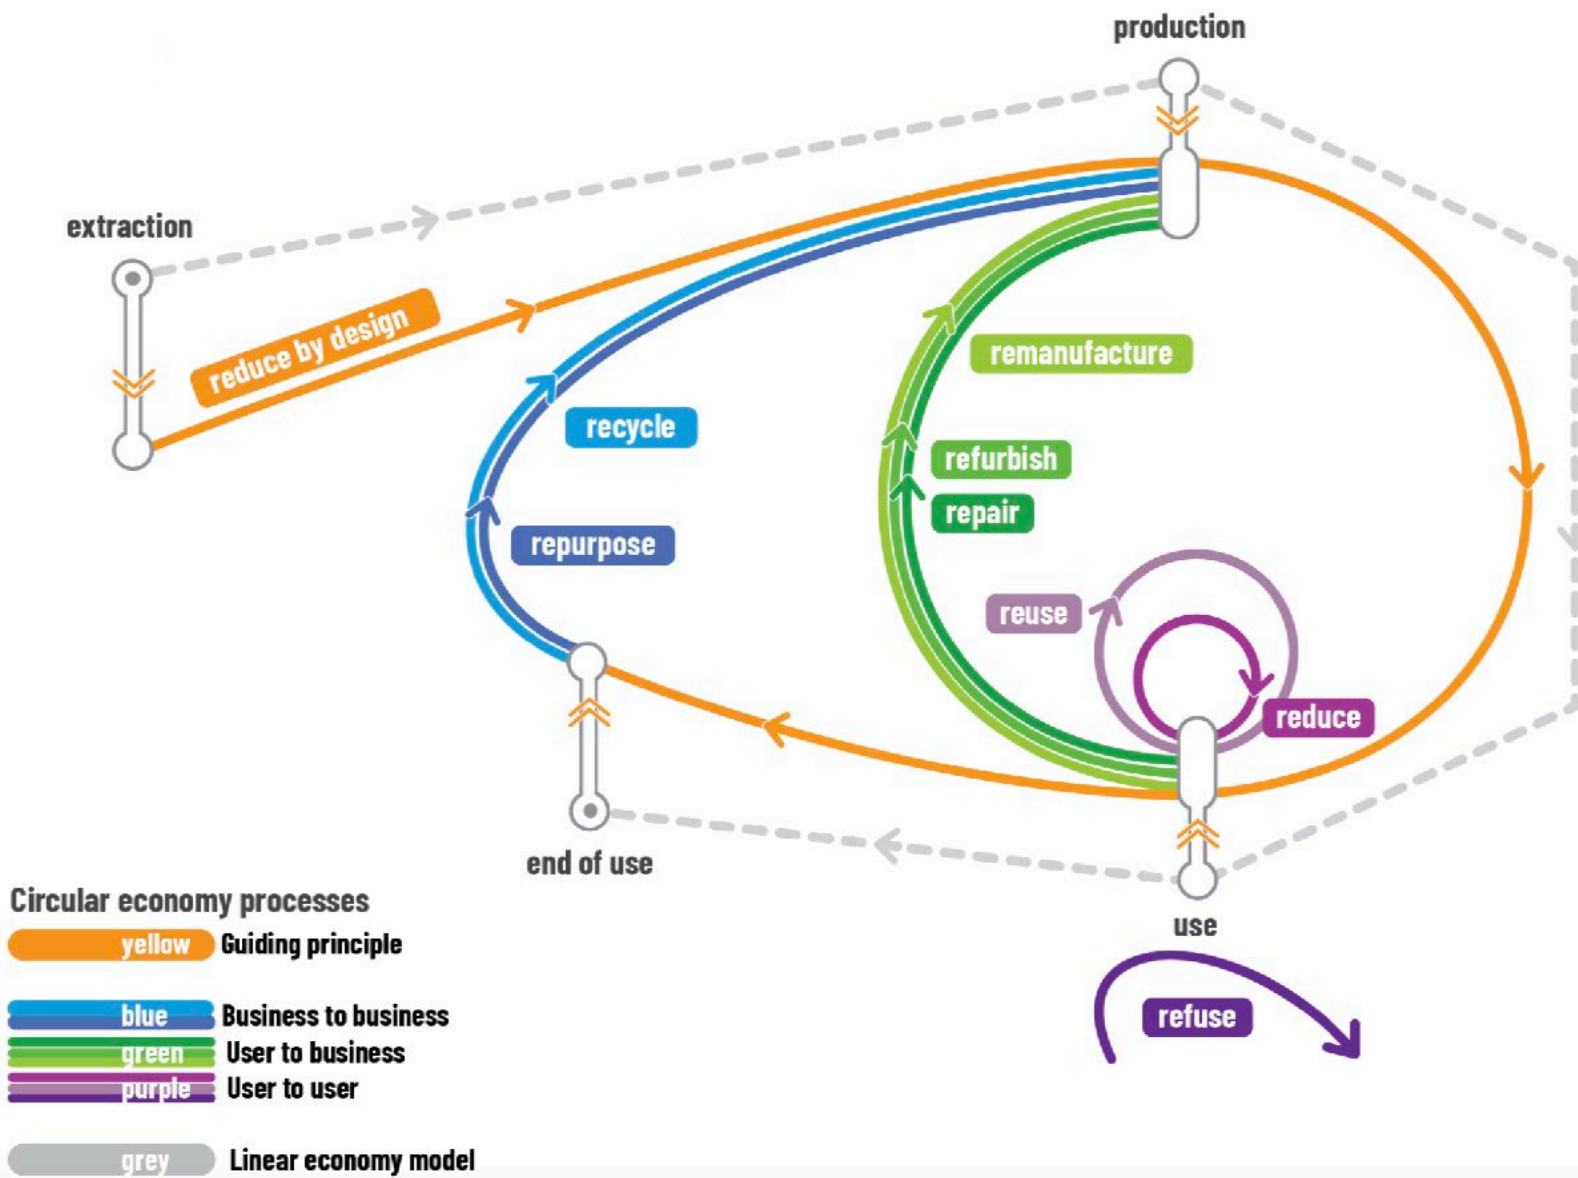 production
extraction
reduce by design
remanufacture
recycle
refurbish
repair
repurpose
reuse
reduce
end of use
use
refuse
Circular economy processes
yellow Guiding principle
blue Business to business
green User to business
purple User to user
grey Linear economy model